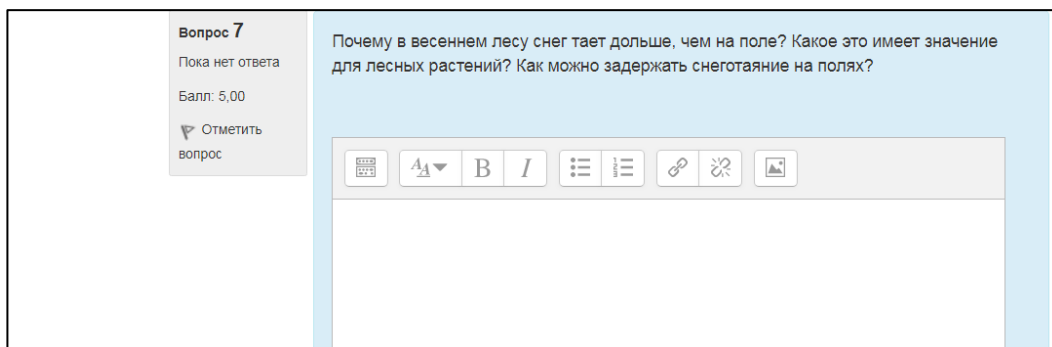 Вопрос 7
Пока нет ответа
Балл: 5,00
Отметить
вопрос
Почему в весеннем лесу снег тает дольше, чем на поле? Какое это имеет значение
для лесных растений? Как можно задержать снеготаяние на полях?